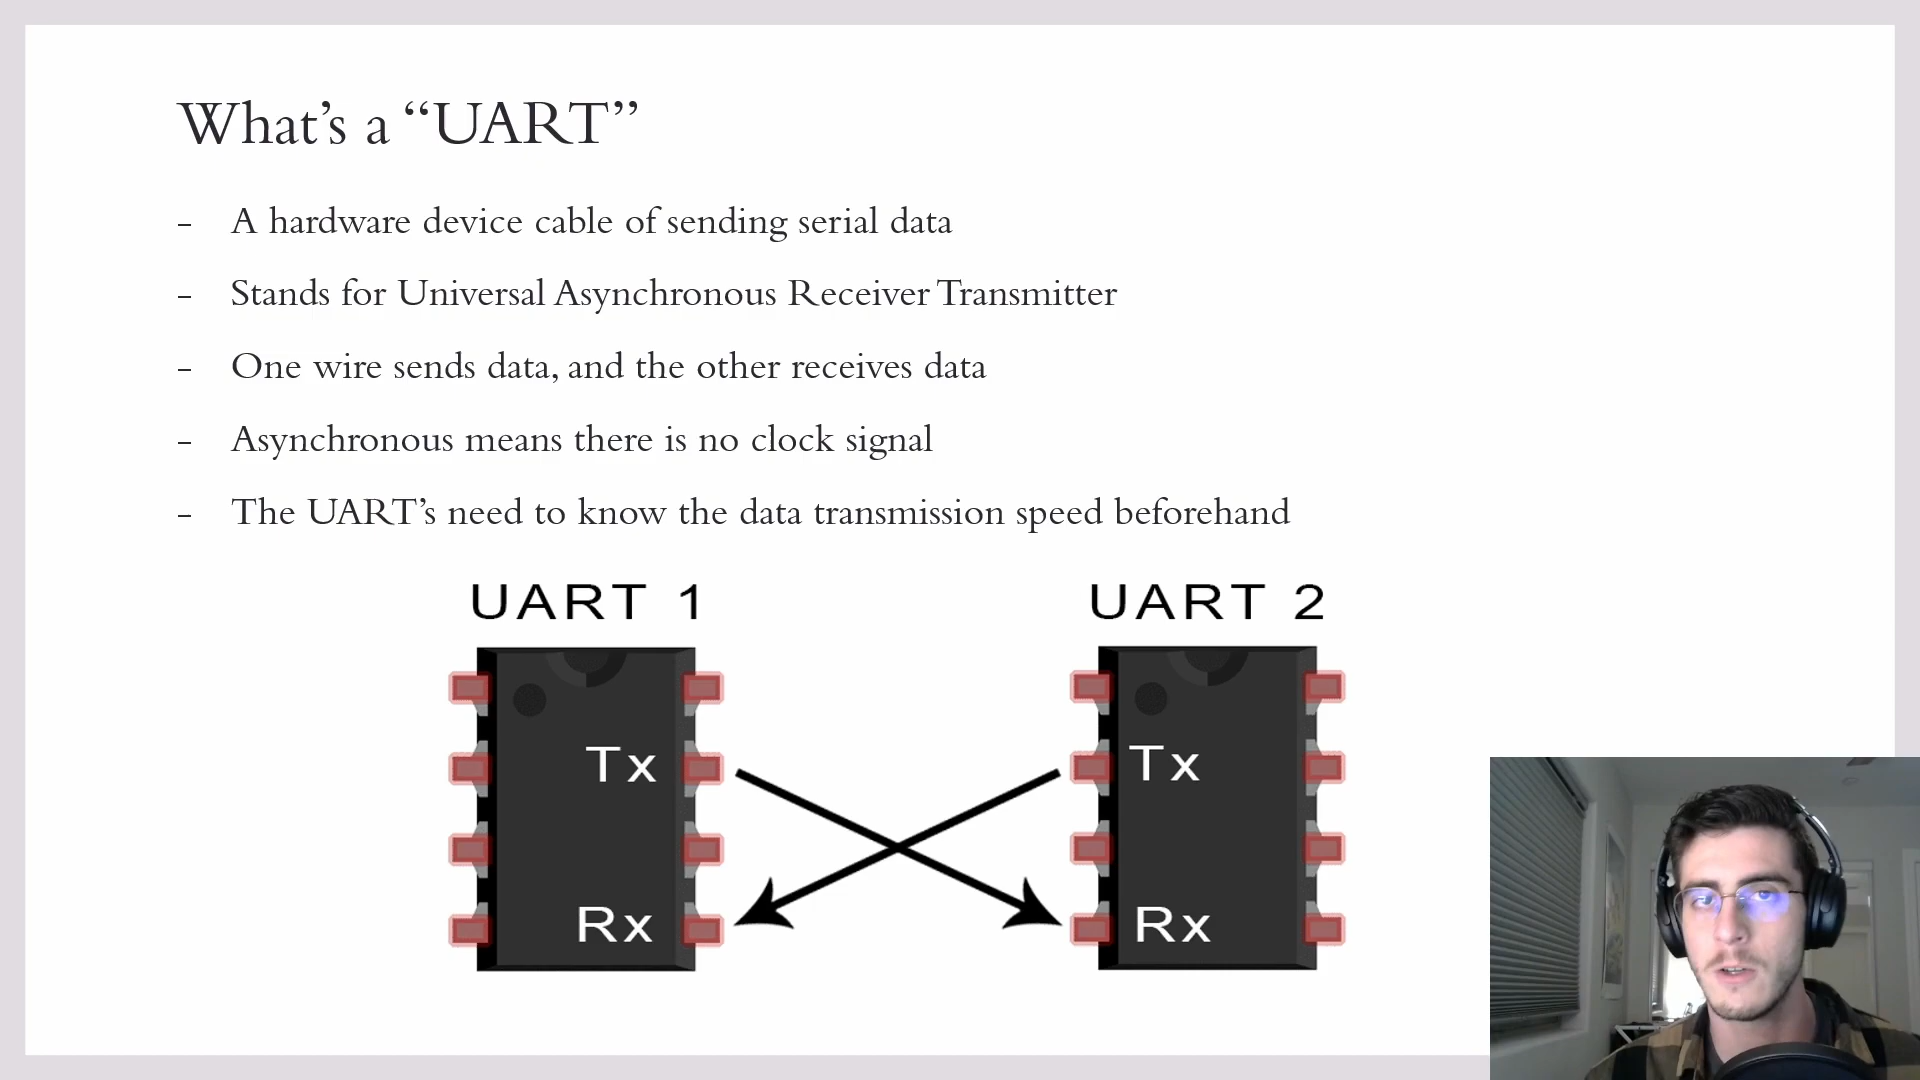 What’s a “UART”
- A hardware device cable of sending serial data
- Stands for Universal Asynchronous Receiver Transmitter
- One wire sends data, and the other receives data
- Asynchronous means there is no clock signal
- The UART’s need to know the data transmission speed beforehand
UART 1
UART 2
Tx
Tx
Rx
Rx